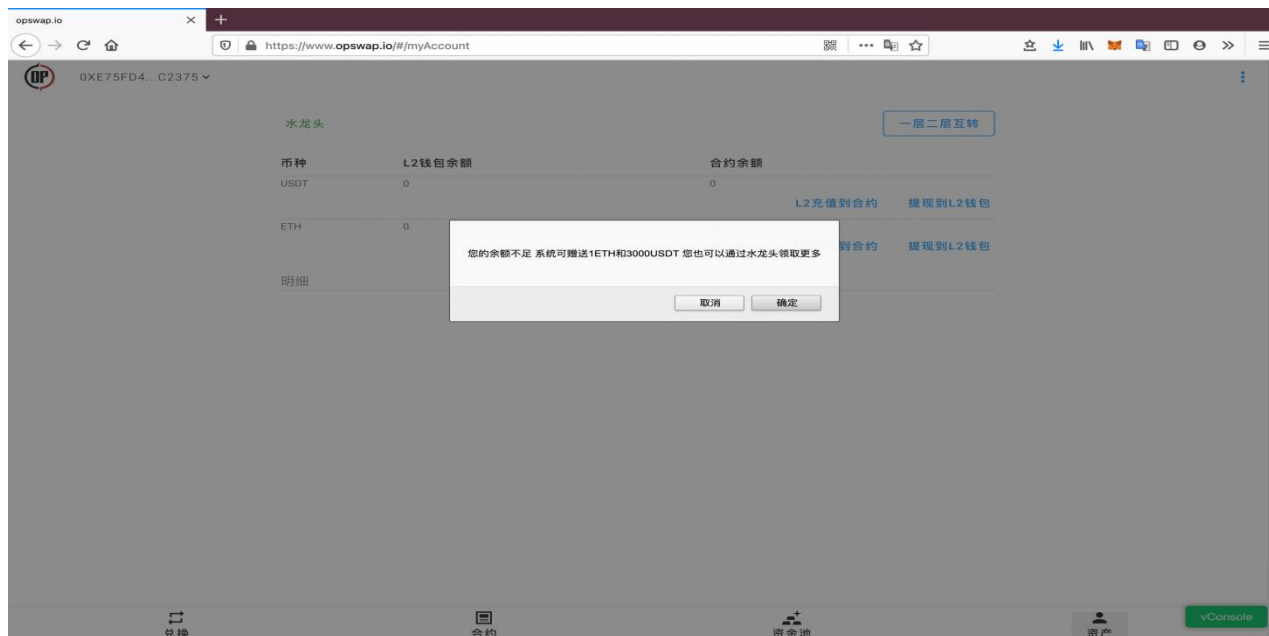 opswap.io
https://www.opswap.io/#/myAccount
OP
0XE75FD4...C2375
水龙头
一层二层互转
币种 L2钱包余额 合约余额
USDT 0 0
L2充值到合约 提现到L2钱包
ETH 0
到合约 提现到L2钱包
您的余额不足 系统可赠送1ETH和3000USDT 您也可以通过水龙头领取更多
明细
取消 确定
兑换 合约 资金池 资产
vConsole